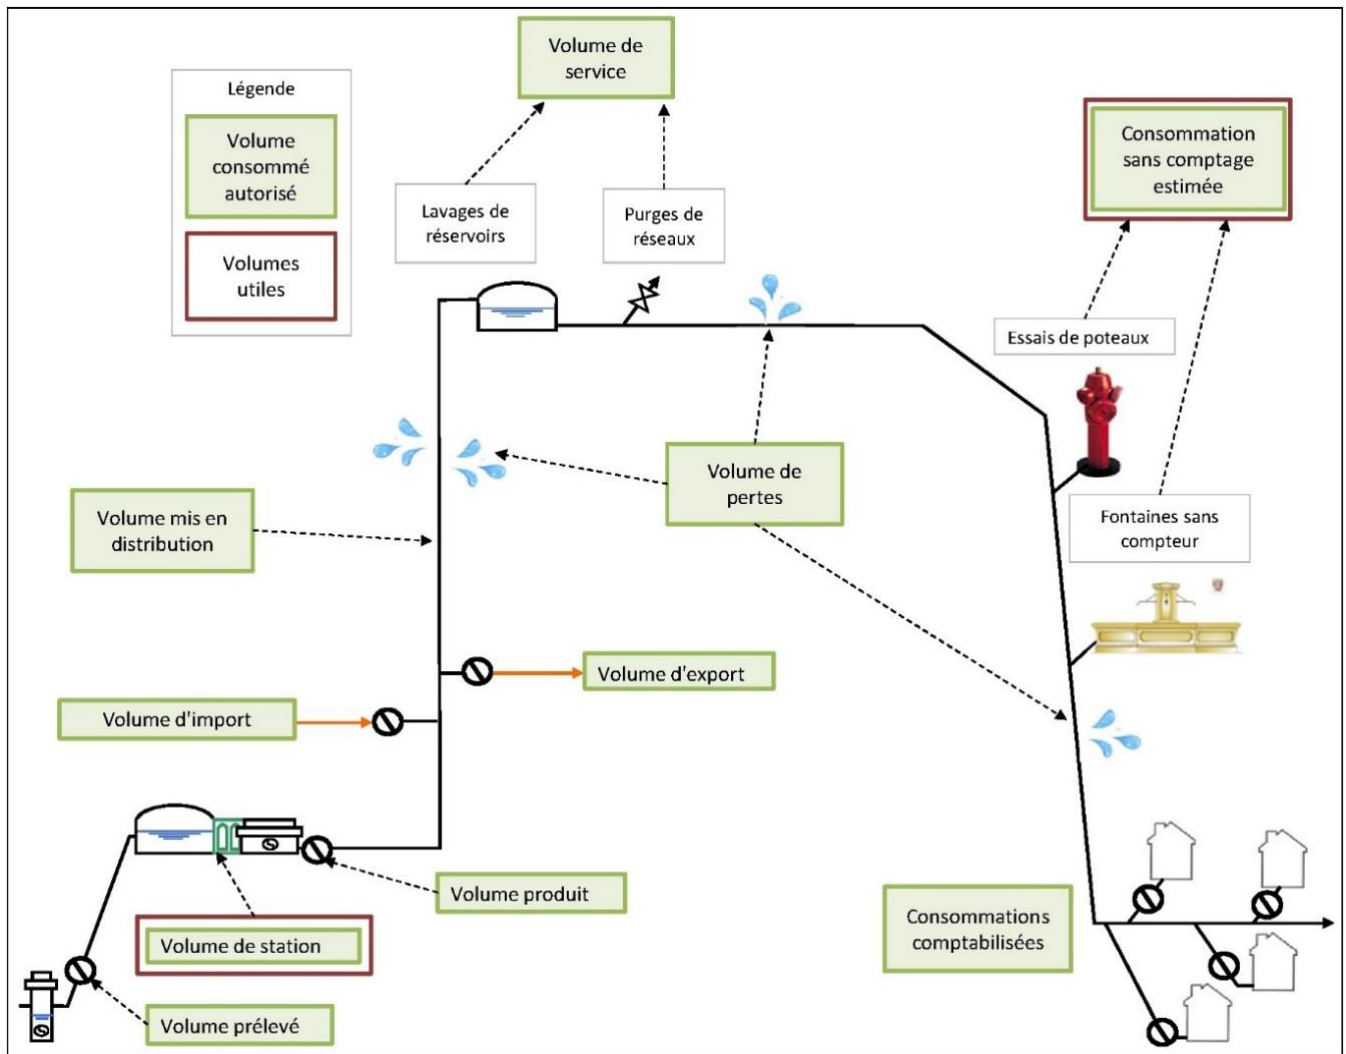 Volume de
service
Légende
Volume
consommé
autorisé
Volumes
utiles
Consommation
sans comptage
estimée
Lavages de
réservoirs
Purges de
réseaux
Essais de poteaux
Volume de
pertes
Volume mis en
distribution
Fontaines sans
compteur
Volume d'export
Volume d'import
Volume produit
Volume de station
Consommations
comptabilisées
Volume prélevé